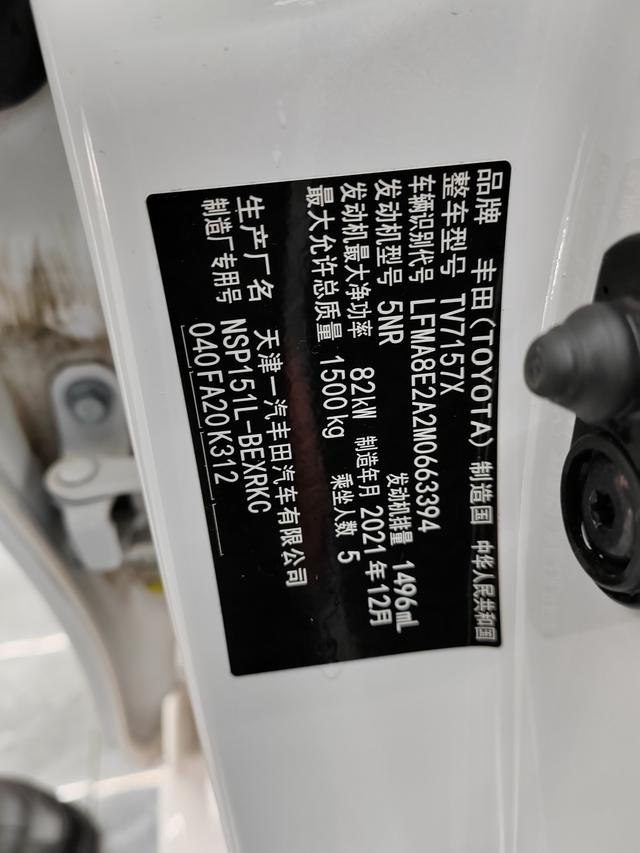 品牌 丰田(TOYOTA) 制造国 中华人民共和国
整车型号 TV7157X
车辆识别代号 LFMA8E2A2M0663394
发动机型号 5NR 发动机排量 1496mL
发动机最大净功率 82kW 制造年月 2021年12月
最大允许总质量 1500kg 乘坐人数 5
生产厂名 天津一汽丰田汽车有限公司
制造厂专用号 NSP151L-BEXRKC
040FA20K312